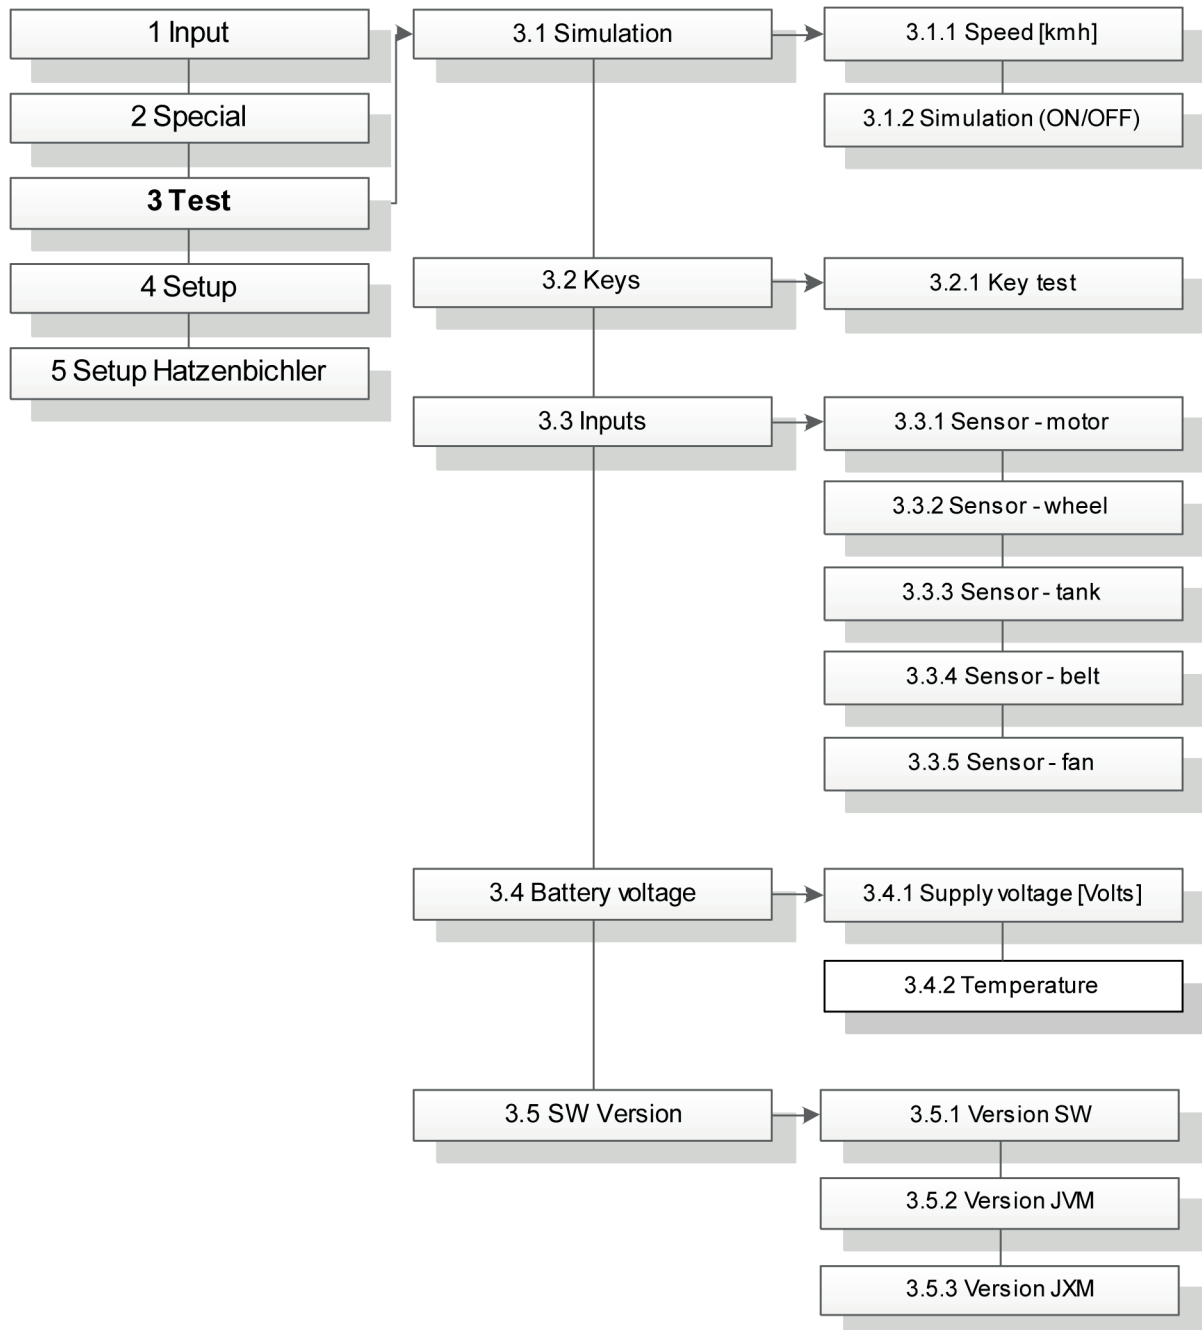 1 Input
2 Special
3 Test
4 Setup
5 Setup Hatzenbichler
3.1 Simulation
3.1.1 Speed [kmh]
3.1.2 Simulation (ON/OFF)
3.2 Keys
3.2.1 Key test
3.3 Inputs
3.3.1 Sensor - motor
3.3.2 Sensor - wheel
3.3.3 Sensor - tank
3.3.4 Sensor - belt
3.3.5 Sensor - fan
3.4 Battery voltage
3.4.1 Supply voltage [Volts]
3.4.2 Temperature
3.5 SW Version
3.5.1 Version SW
3.5.2 Version JVM
3.5.3 Version JXM